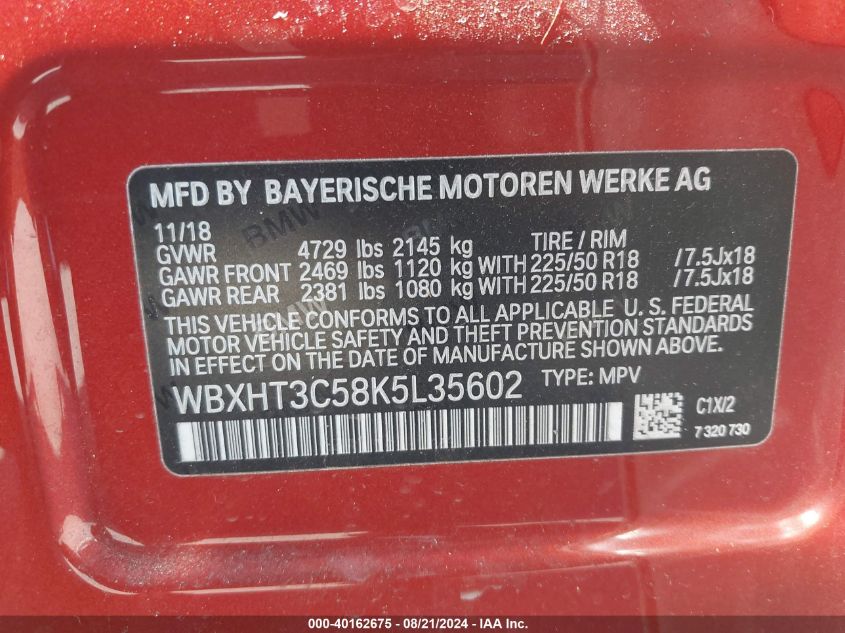 MFD BY BAYERISCHE MOTOREN WERKE AG
11/18
GVWR 4729 lbs 2145 kg TIRE / RIM
GAWR FRONT 2469 lbs 1120 kg WITH 225/50 R18 /7.5Jx18
GAWR REAR 2381 lbs 1080 kg WITH 225/50 R18 /7.5Jx18
THIS VEHICLE CONFORMS TO ALL APPLICABLE U. S. FEDERAL
MOTOR VEHICLE SAFETY AND THEFT PREVENTION STANDARDS
IN EFFECT ON THE DATE OF MANUFACTURE SHOWN ABOVE.
WBXHT3C58K5L35602 TYPE: MPV
C1X/2
7 320 730
000-40162675 - 08/21/2024 - IAA Inc.